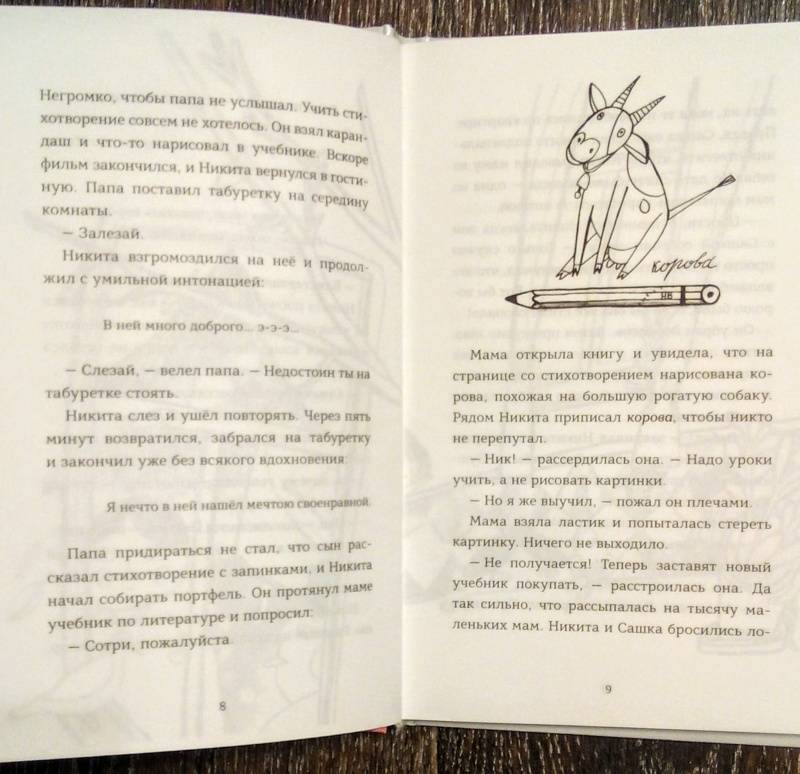 Негромко, чтобы папа не услышал. Учить сти-
хотворение совсем не хотелось. Он взял каран-
даш и что-то нарисовал в учебнике. Вскоре
фильм закончился, и Никита вернулся в гости-
ную. Папа поставил табуретку на середину
комнаты.
— Залезай.
Никита взгромоздился на неё и продол-
жил с умильной интонацией:
В ней много доброго... э-э-э...
— Слезай, — велел папа. — Недостоин ты на
табуретке стоять.
Никита слез и ушёл повторять. Через пять
минут возвратился, забрался на табуретку
и закончил уже без всякого вдохновения:
Я нечто в ней нашёл мечтою своенравной.
Папа придираться не стал, что сын рас-
сказал стихотворение с запинками, и Никита
начал собирать портфель. Он протянул маме
учебник по литературе и попросил:
— Сотри, пожалуйста.
8
корова
НВ
Мама открыла книгу и увидела, что на
странице со стихотворением нарисована ко-
рова, похожая на большую рогатую собаку.
Рядом Никита приписал корова, чтобы никто
не перепутал.
— Ник! — рассердилась она. — Надо уроки
учить, а не рисовать картинки.
— Но я же выучил, — пожал он плечами.
Мама взяла ластик и попыталась стереть
картинку. Ничего не выходило.
— Не получается! Теперь заставят новый
учебник покупать, — расстроилась она. Да
так сильно, что рассыпалась на тысячу ма-
леньких мам. Никита и Сашка бросились ло-
9